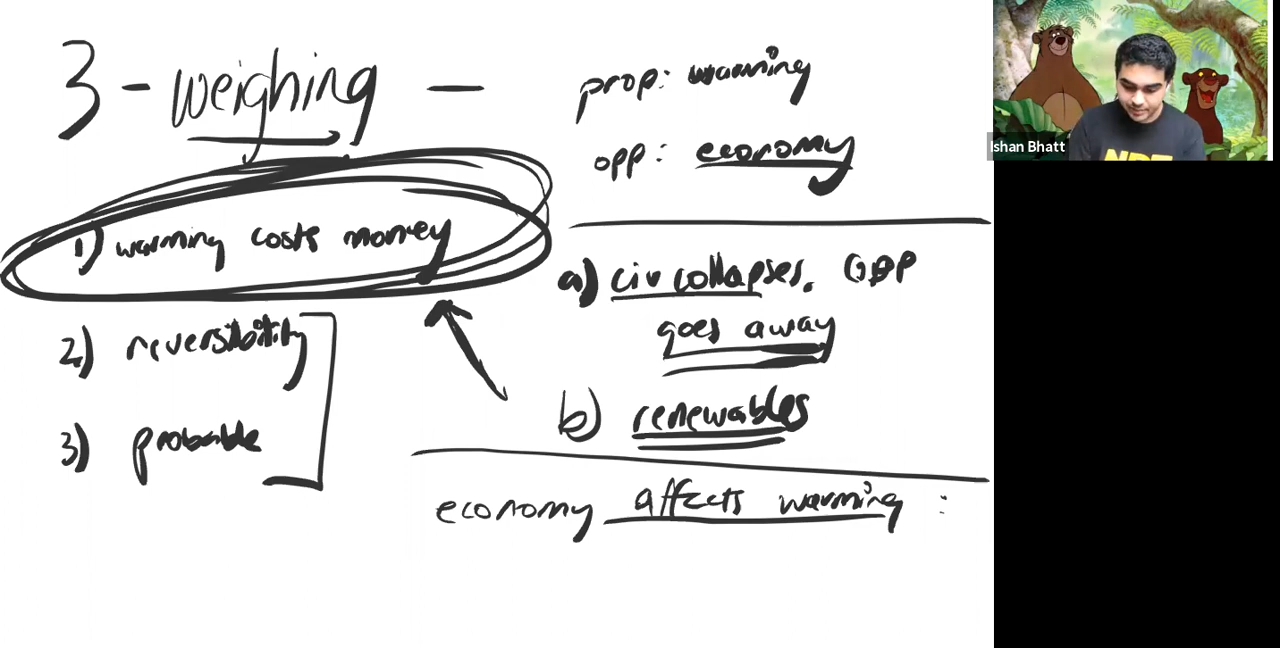 3 - weighing -
prop: warming
opp: economy
1) warming costs money
2) reversibility
3) probable
a) civ collapses. GDP
goes away
b) renewables
economy affects warming :
Ishan Bhatt